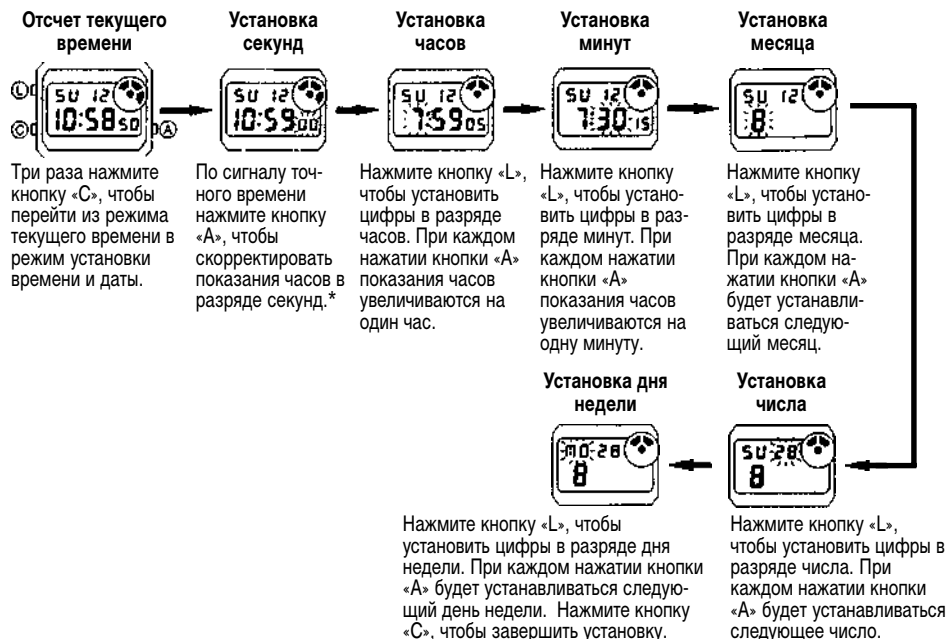 Отсчет текущего
времени
SU 12
10:58 50
L
C
A
Три раза нажмите
кнопку «C», чтобы
перейти из режима
текущего времени в
режим установки
времени и даты.
Установка
секунд
SU 12
10:59 00
По сигналу точ-
ного времени
нажмите кнопку
«A», чтобы
скорректировать
показания часов в
разряде секунд.*
Установка
часов
SU 12
7:59 05
Нажмите кнопку «L»,
чтобы установить
цифры в разряде
часов. При каждом
нажатии кнопки «A»
показания часов
увеличиваются на
один час.
Установка
минут
SU 12
7:30 15
Нажмите кнопку
«L», чтобы устано-
вить цифры в раз-
ряде минут. При
каждом нажатии
кнопки «A»
показания часов
увеличиваются на
одну минуту.
Установка
месяца
SU 12
8
Нажмите кнопку
«L», чтобы устано-
вить цифры в
разряде месяца.
При каждом на-
жатии кнопки «A»
будет устанавли-
ваться следую-
щий месяц.
Установка
числа
SU 28
8
Нажмите кнопку «L»,
чтобы установить цифры в
разряде числа. При
каждом нажатии кнопки
«A» будет устанавливаться
следующее число.
Установка дня
недели
MO 28
8
Нажмите кнопку «L», чтобы
установить цифры в разряде дня
недели. При каждом нажатии кнопки
«A» будет устанавливаться следую-
щий день недели. Нажмите кнопку
«C», чтобы завершить установку.